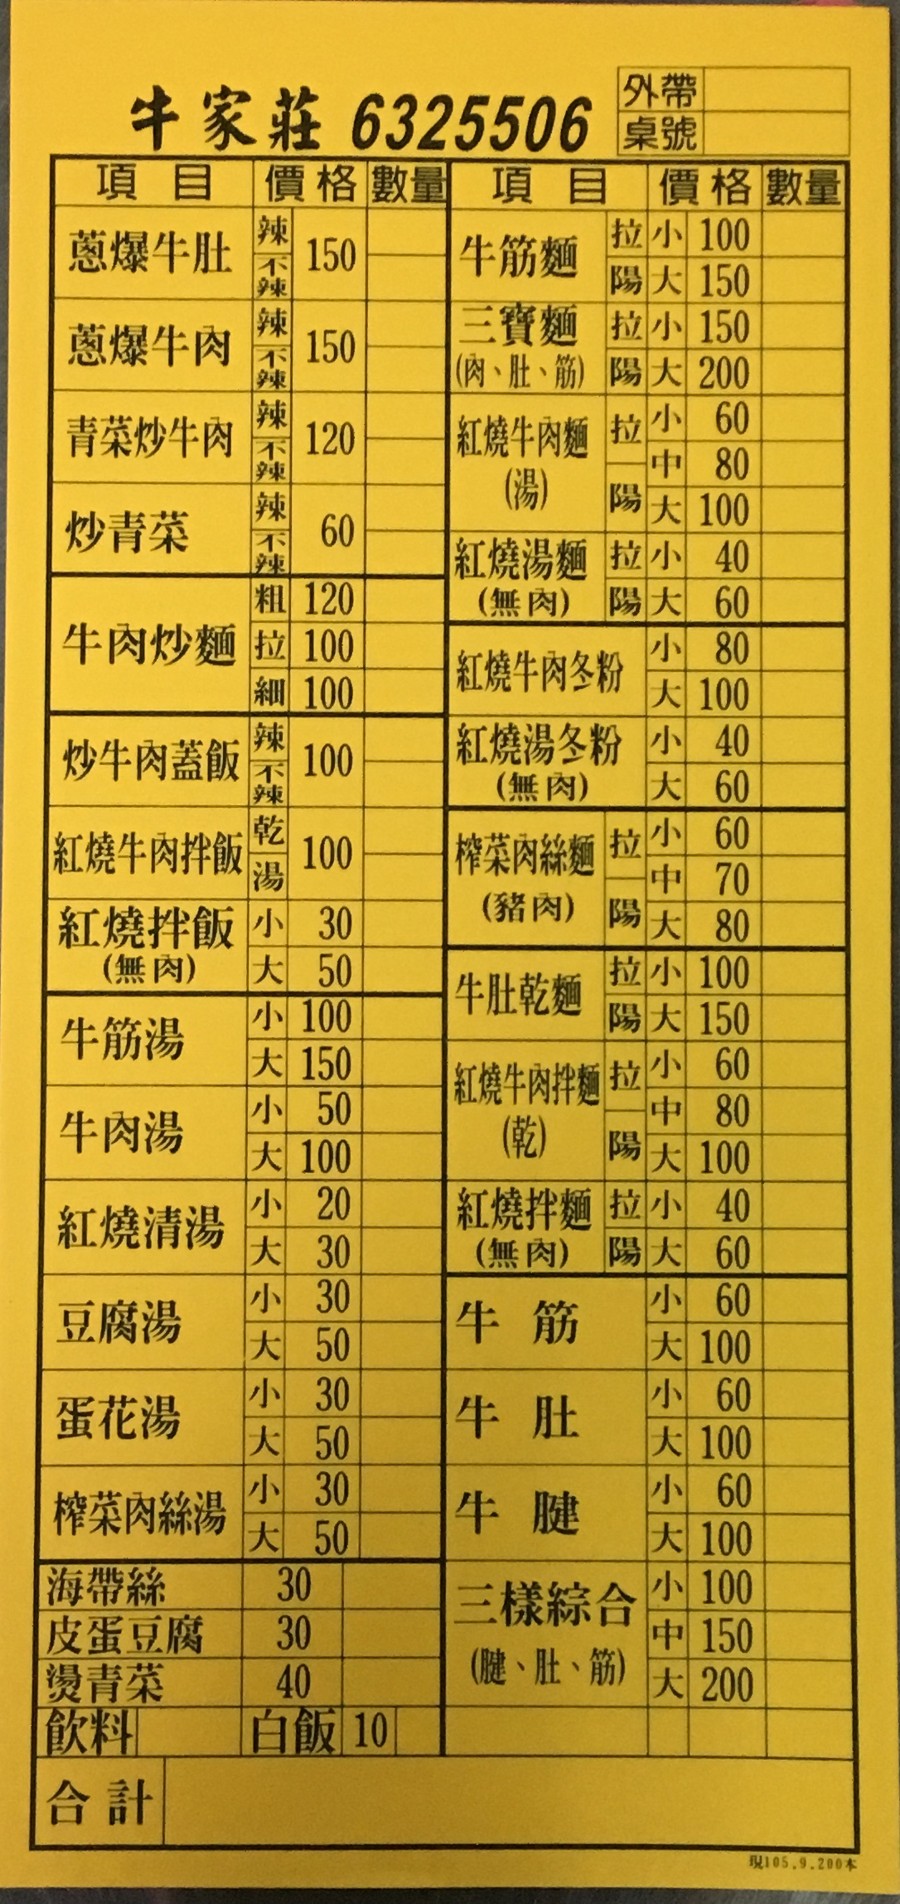 牛家莊 6325506
外帶
桌號
項目 價格 數量
蔥爆牛肚 辣 不辣 150
蔥爆牛肉 辣 不辣 150
青菜炒牛肉 辣 不辣 120
炒青菜 辣 不辣 60
牛肉炒麵 粗 120
拉 100
細 100
炒牛肉蓋飯 辣 不辣 100
紅燒牛肉拌飯 乾 湯 100
紅燒拌飯 小 30
(無肉) 大 50
牛筋湯 小 100
大 150
牛肉湯 小 50
大 100
紅燒清湯 小 20
大 30
豆腐湯 小 30
大 50
蛋花湯 小 30
大 50
榨菜肉絲湯 小 30
大 50
海帶絲 30
皮蛋豆腐 30
燙青菜 40
飲料 白飯 10
項目 價格 數量
牛筋麵 拉 小 100
陽 大 150
三寶麵 拉 小 150
(肉、肚、筋) 陽 大 200
紅燒牛肉麵 拉 小 60
中 80
(湯) 陽 大 100
紅燒湯麵 拉 小 40
(無肉) 陽 大 60
紅燒牛肉冬粉 小 80
大 100
紅燒湯冬粉 小 40
(無肉) 大 60
榨菜肉絲麵 拉 小 60
中 70
(豬肉) 陽 大 80
牛肚乾麵 拉 小 100
陽 大 150
紅燒牛肉拌麵 拉 小 60
中 80
(乾) 陽 大 100
紅燒拌麵 拉 小 40
(無肉) 陽 大 60
牛筋 小 60
大 100
牛肚 小 60
大 100
牛腱 小 60
大 100
三樣綜合 小 100
中 150
(腱、肚、筋) 大 200
合計
現105.9.200本